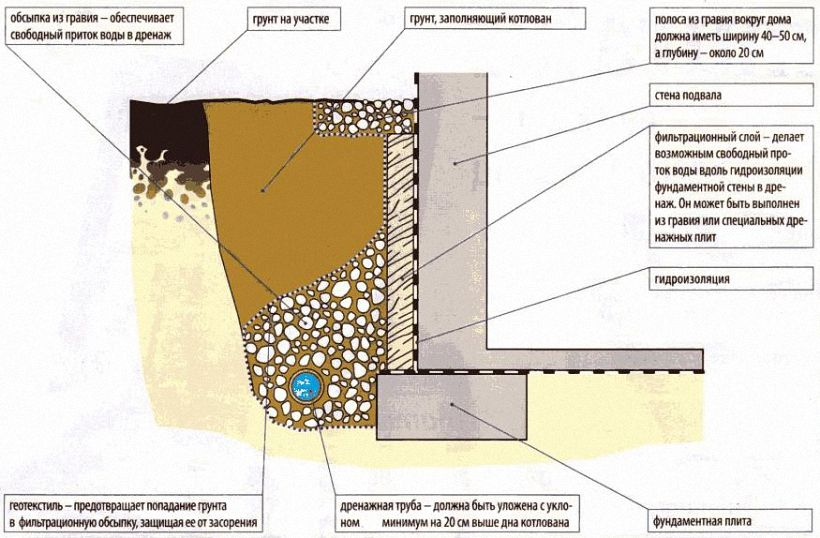 обсыпка из гравия – обеспечивает
свободный приток воды в дренаж
грунт на участке
грунт, заполняющий котлован
полоса из гравия вокруг дома
должна иметь ширину 40–50 см,
а глубину – около 20 см
стена подвала
фильтрационный слой – делает
возможным свободный про-
ток воды вдоль гидроизоляции
фундаментной стены в дре-
наж. Он может быть выполнен
из гравия или специальных дре-
нажных плит
гидроизоляция
геотекстиль – предотвращает попадание грунта
в фильтрационную обсыпку, защищая ее от засорения
дренажная труба – должна быть уложена с укло-
ном минимум на 20 см выше дна котлована
фундаментная плита